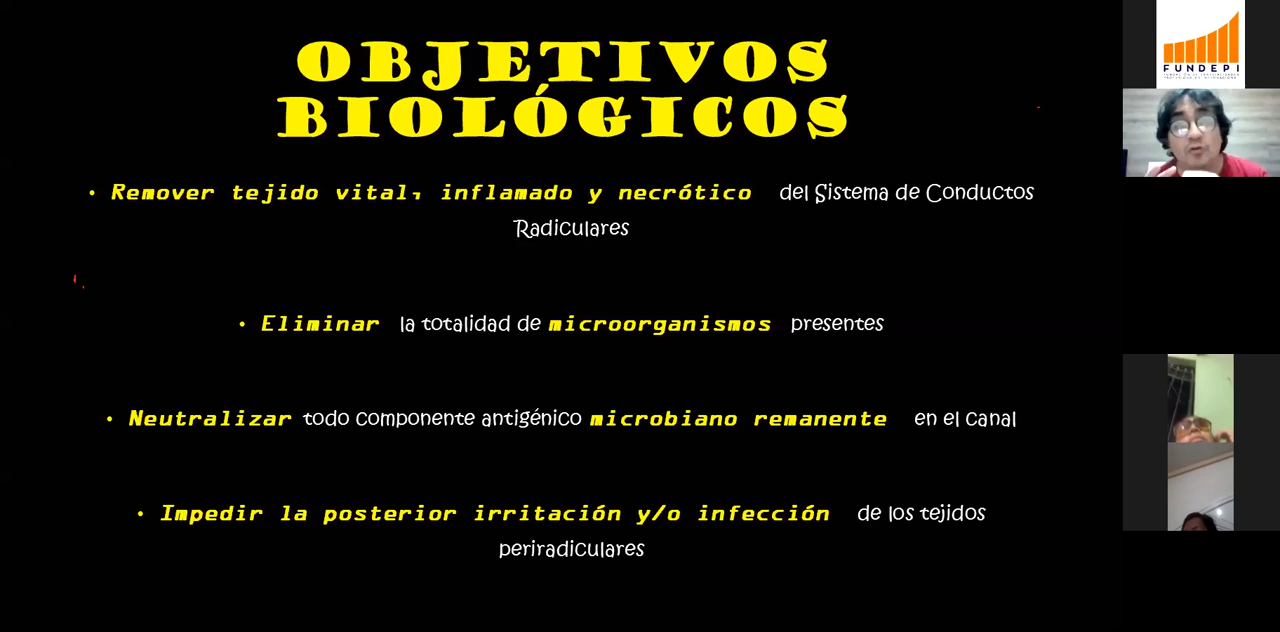 OBJETIVOS
BIOLÓGICOS
• Remover tejido vital, inflamado y necrótico del Sistema de Conductos
Radiculares
• Eliminar la totalidad de microorganismos presentes
• Neutralizar todo componente antigénico microbiano remanente en el canal
• Impedir la posterior irritación y/o infección de los tejidos
periradiculares
FUNDEPI